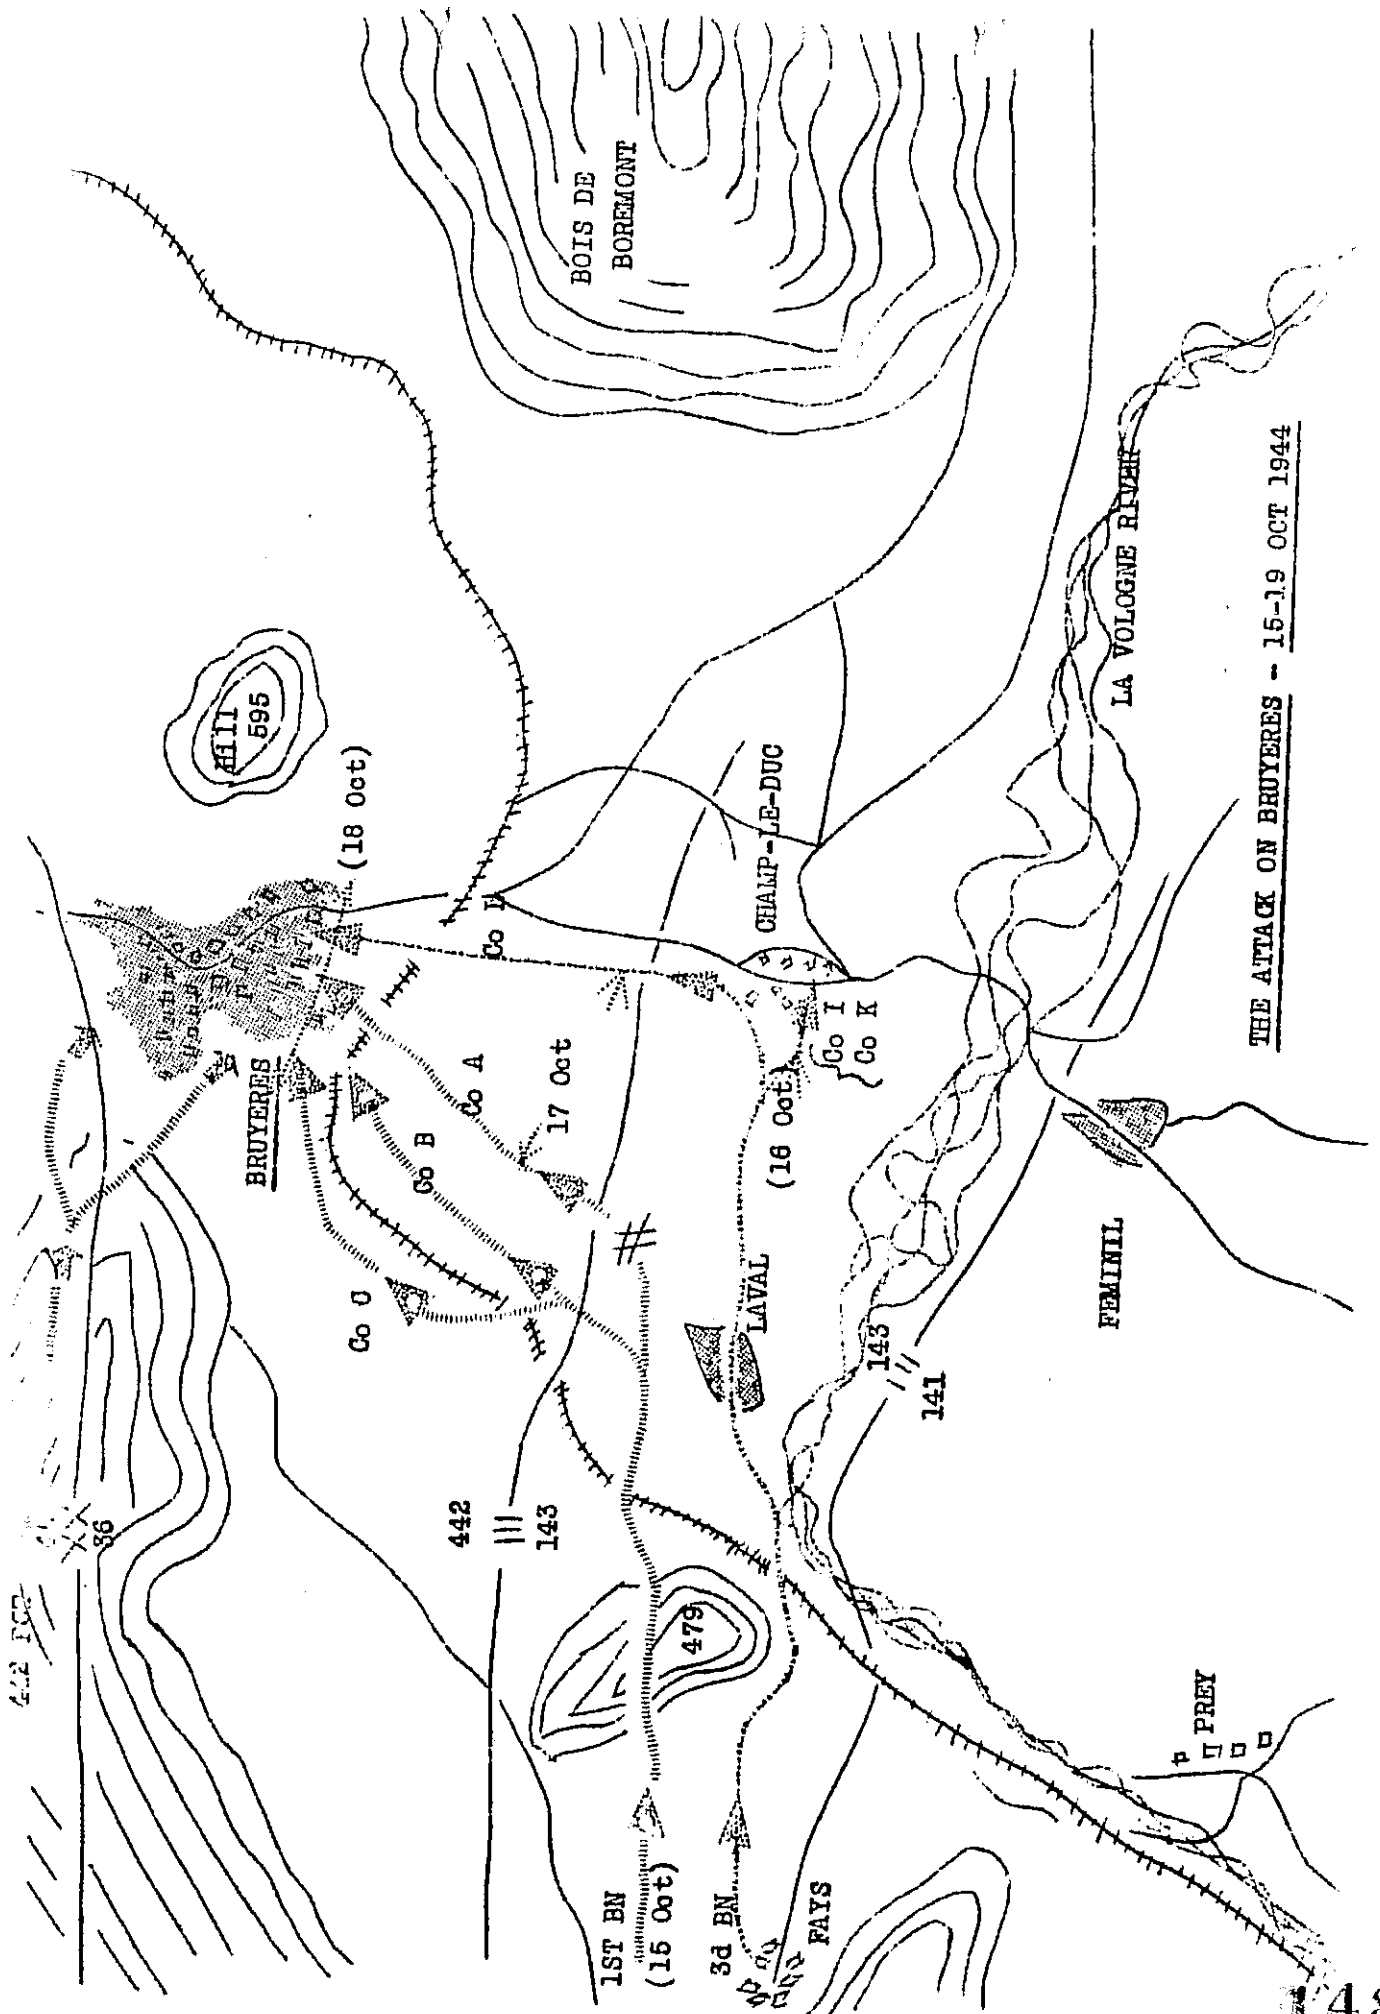 36
Hill
595
(18 Oct)
BRUYERES
BOIS DE
BOREMONT
Co C
Co B
Co A
17 Oct
Co L
442
143
1ST BN
(15 Oct)
479
3d BN
FAYS
LAVAL
(16 Oct)
CHAMP-LE-DUC
Co I
Co K
143
141
LA VOLOGNE RIVER
FEMINIL
PREY
THE ATTACK ON BRUYERES - 15-19 OCT 1944